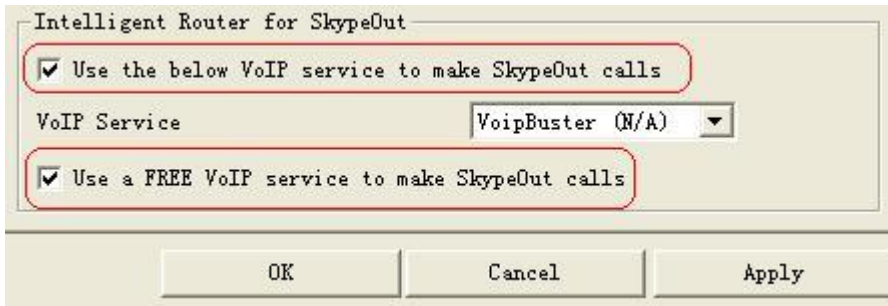 Intelligent Router for SkypeOut
Use the below VoIP service to make SkypeOut calls
VoIP Service VoipBuster (N/A)
Use a FREE VoIP service to make SkypeOut calls
OK Cancel Apply